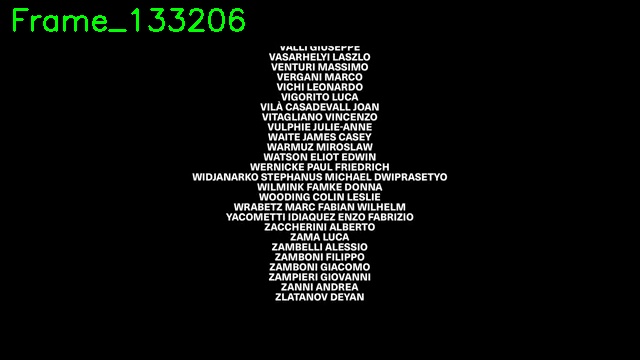 Frame_133206
VALLI GIUSEPPE
VASARHELYI LASZLO
VENTURI MASSIMO
VERGANI MARCO
VICHI LEONARDO
VIGORITO LUCA
VILÀ CASADEVALL JOAN
VITAGLIANO VINCENZO
VULPHIE JULIE-ANNE
WAITE JAMES CASEY
WARMUZ MIROSLAW
WATSON ELIOT EDWIN
WERNICKE PAUL FRIEDRICH
WIDJANARKO STEPHANUS MICHAEL DWIPRASETYO
WILMINK FAMKE DONNA
WOODING COLIN LESLIE
WRABETZ MARC FABIAN WILHELM
YACOMETTI IDIAQUEZ ENZO FABRIZIO
ZACCHERINI ALBERTO
ZAMA LUCA
ZAMBELLI ALESSIO
ZAMBONI FILIPPO
ZAMBONI GIACOMO
ZAMPIERI GIOVANNI
ZANNI ANDREA
ZLATANOV DEYAN